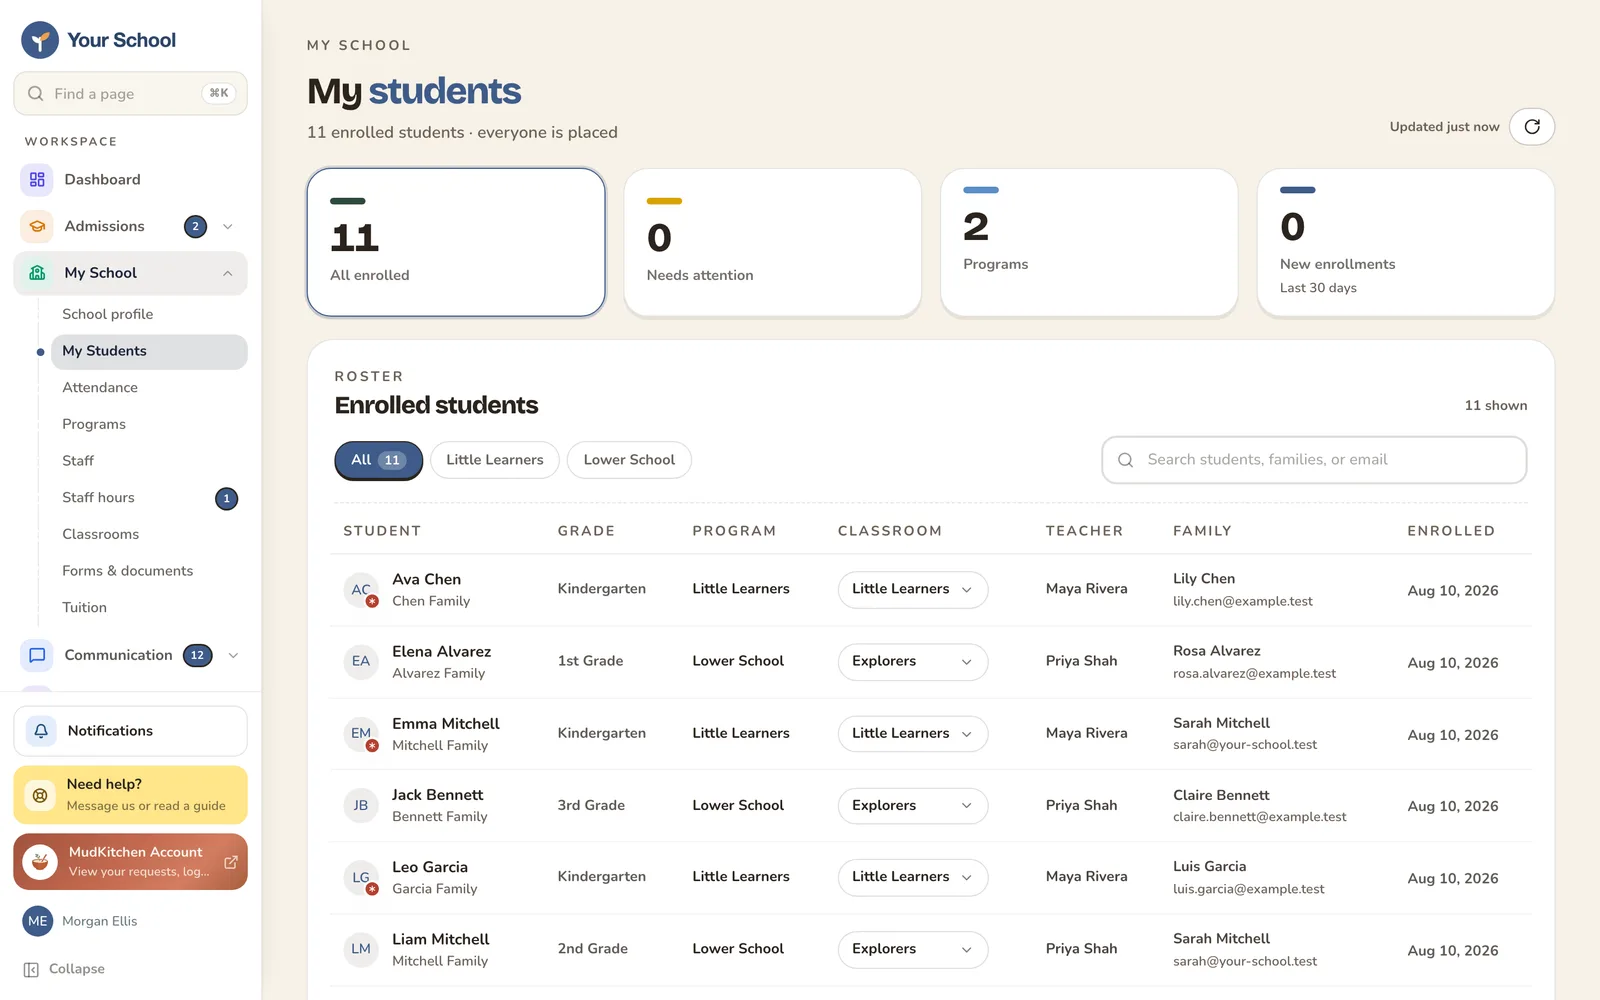 Your School
Find a page
⌘K
WORKSPACE
Dashboard
Admissions 2
My School
School profile
My Students
Attendance
Programs
Staff
Staff hours 1
Classrooms
Forms & documents
Tuition
Communication 12
Notifications
Need help?
Message us or read a guide
MudKitchen Account
View your requests, log...
ME Morgan Ellis
Collapse
MY SCHOOL
My students
11 enrolled students · everyone is placed
Updated just now
11
All enrolled
0
Needs attention
2
Programs
0
New enrollments
Last 30 days
ROSTER
Enrolled students
11 shown
All 11 Little Learners Lower School
Search students, families, or email
STUDENT GRADE PROGRAM CLASSROOM TEACHER FAMILY ENROLLED
AC Ava Chen Kindergarten Little Learners Little Learners Maya Rivera Lily Chen Aug 10, 2026
Chen Family lily.chen@example.test
EA Elena Alvarez 1st Grade Lower School Explorers Priya Shah Rosa Alvarez Aug 10, 2026
Alvarez Family rosa.alvarez@example.test
EM Emma Mitchell Kindergarten Little Learners Little Learners Maya Rivera Sarah Mitchell Aug 10, 2026
Mitchell Family sarah@your-school.test
JB Jack Bennett 3rd Grade Lower School Explorers Priya Shah Claire Bennett Aug 10, 2026
Bennett Family claire.bennett@example.test
LG Leo Garcia Kindergarten Little Learners Little Learners Maya Rivera Luis Garcia Aug 10, 2026
Garcia Family luis.garcia@example.test
LM Liam Mitchell 2nd Grade Lower School Explorers Priya Shah Sarah Mitchell Aug 10, 2026
Mitchell Family sarah@your-school.test